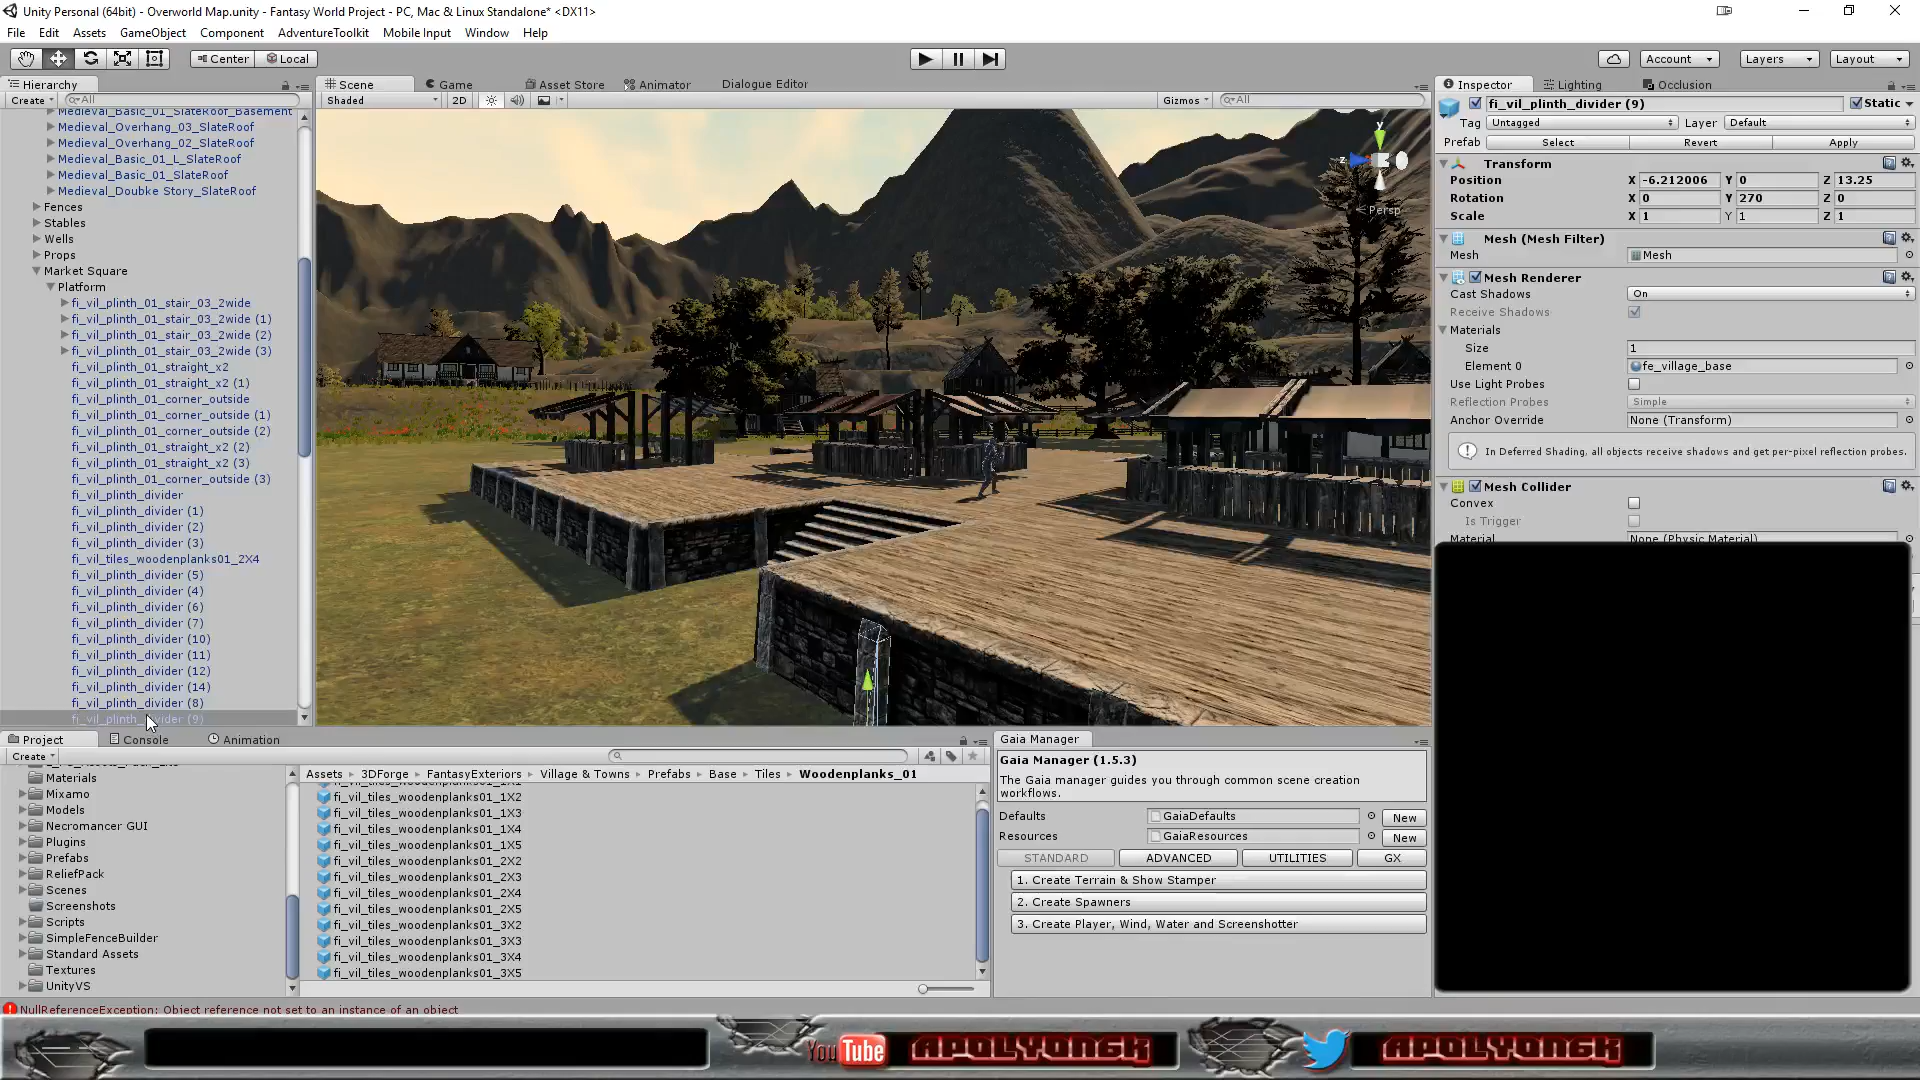 Unity Personal (64bit) - Overworld Map.unity - Fantasy World Project - PC, Mac & Linux Standalone* <DX11>
File Edit Assets GameObject Component AdventureToolkit Mobile Input Window Help
Center Local Account Layers Layout
Hierarchy
Create All
Medieval_Basic_01_SlateRoof_Basement
Medieval_Overhang_03_SlateRoof
Medieval_Overhang_02_SlateRoof
Medieval_Basic_01_L_SlateRoof
Medieval_Basic_01_SlateRoof
Medieval_Doubke Story_SlateRoof
Fences
Stables
Wells
Props
Market Square
Platform
fi_vil_plinth_01_stair_03_2wide
fi_vil_plinth_01_stair_03_2wide (1)
fi_vil_plinth_01_stair_03_2wide (2)
fi_vil_plinth_01_stair_03_2wide (3)
fi_vil_plinth_01_straight_x2
fi_vil_plinth_01_straight_x2 (1)
fi_vil_plinth_01_corner_outside
fi_vil_plinth_01_corner_outside (1)
fi_vil_plinth_01_corner_outside (2)
fi_vil_plinth_01_straight_x2 (2)
fi_vil_plinth_01_straight_x2 (3)
fi_vil_plinth_01_corner_outside (3)
fi_vil_plinth_divider
fi_vil_plinth_divider (1)
fi_vil_plinth_divider (2)
fi_vil_plinth_divider (3)
fi_vil_tiles_woodenplanks01_2X4
fi_vil_plinth_divider (5)
fi_vil_plinth_divider (4)
fi_vil_plinth_divider (6)
fi_vil_plinth_divider (7)
fi_vil_plinth_divider (10)
fi_vil_plinth_divider (11)
fi_vil_plinth_divider (12)
fi_vil_plinth_divider (14)
fi_vil_plinth_divider (8)
fi_vil_plinth_divider (9)
Scene Game Asset Store Animator Dialogue Editor
Shaded 2D Gizmos All
y
z
Persp
Inspector Lighting Occlusion
fi_vil_plinth_divider (9) Static
Tag Untagged Layer Default
Prefab Select Revert Apply
Transform
Position X -6.212006 Y 0 Z 13.25
Rotation X 0 Y 270 Z 0
Scale X 1 Y 1 Z 1
Mesh (Mesh Filter)
Mesh Mesh
Mesh Renderer
Cast Shadows On
Receive Shadows
Materials
Size 1
Element 0 fe_village_base
Use Light Probes
Reflection Probes Simple
Anchor Override None (Transform)
In Deferred Shading, all objects receive shadows and get per-pixel reflection probes.
Mesh Collider
Convex
Is Trigger
Material None (Physic Material)
Project Console Animation
Create
Materials
Mixamo
Models
Necromancer GUI
Plugins
Prefabs
ReliefPack
Scenes
Screenshots
Scripts
SimpleFenceBuilder
Standard Assets
Textures
UnityVS
Assets 3DForge FantasyExteriors Village & Towns Prefabs Base Tiles Woodenplanks_01
fi_vil_tiles_woodenplanks01_1X1
fi_vil_tiles_woodenplanks01_1X2
fi_vil_tiles_woodenplanks01_1X3
fi_vil_tiles_woodenplanks01_1X4
fi_vil_tiles_woodenplanks01_1X5
fi_vil_tiles_woodenplanks01_2X2
fi_vil_tiles_woodenplanks01_2X3
fi_vil_tiles_woodenplanks01_2X4
fi_vil_tiles_woodenplanks01_2X5
fi_vil_tiles_woodenplanks01_3X2
fi_vil_tiles_woodenplanks01_3X3
fi_vil_tiles_woodenplanks01_3X4
fi_vil_tiles_woodenplanks01_3X5
Gaia Manager
Gaia Manager (1.5.3)
The Gaia manager guides you through common scene creation
workflows.
Defaults GaiaDefaults New
Resources GaiaResources New
STANDARD ADVANCED UTILITIES GX
1. Create Terrain & Show Stamper
2. Create Spawners
3. Create Player, Wind, Water and Screenshotter
NullReferenceException: Object reference not set to an instance of an object
YouTube APOLYONGK APOLYONGK